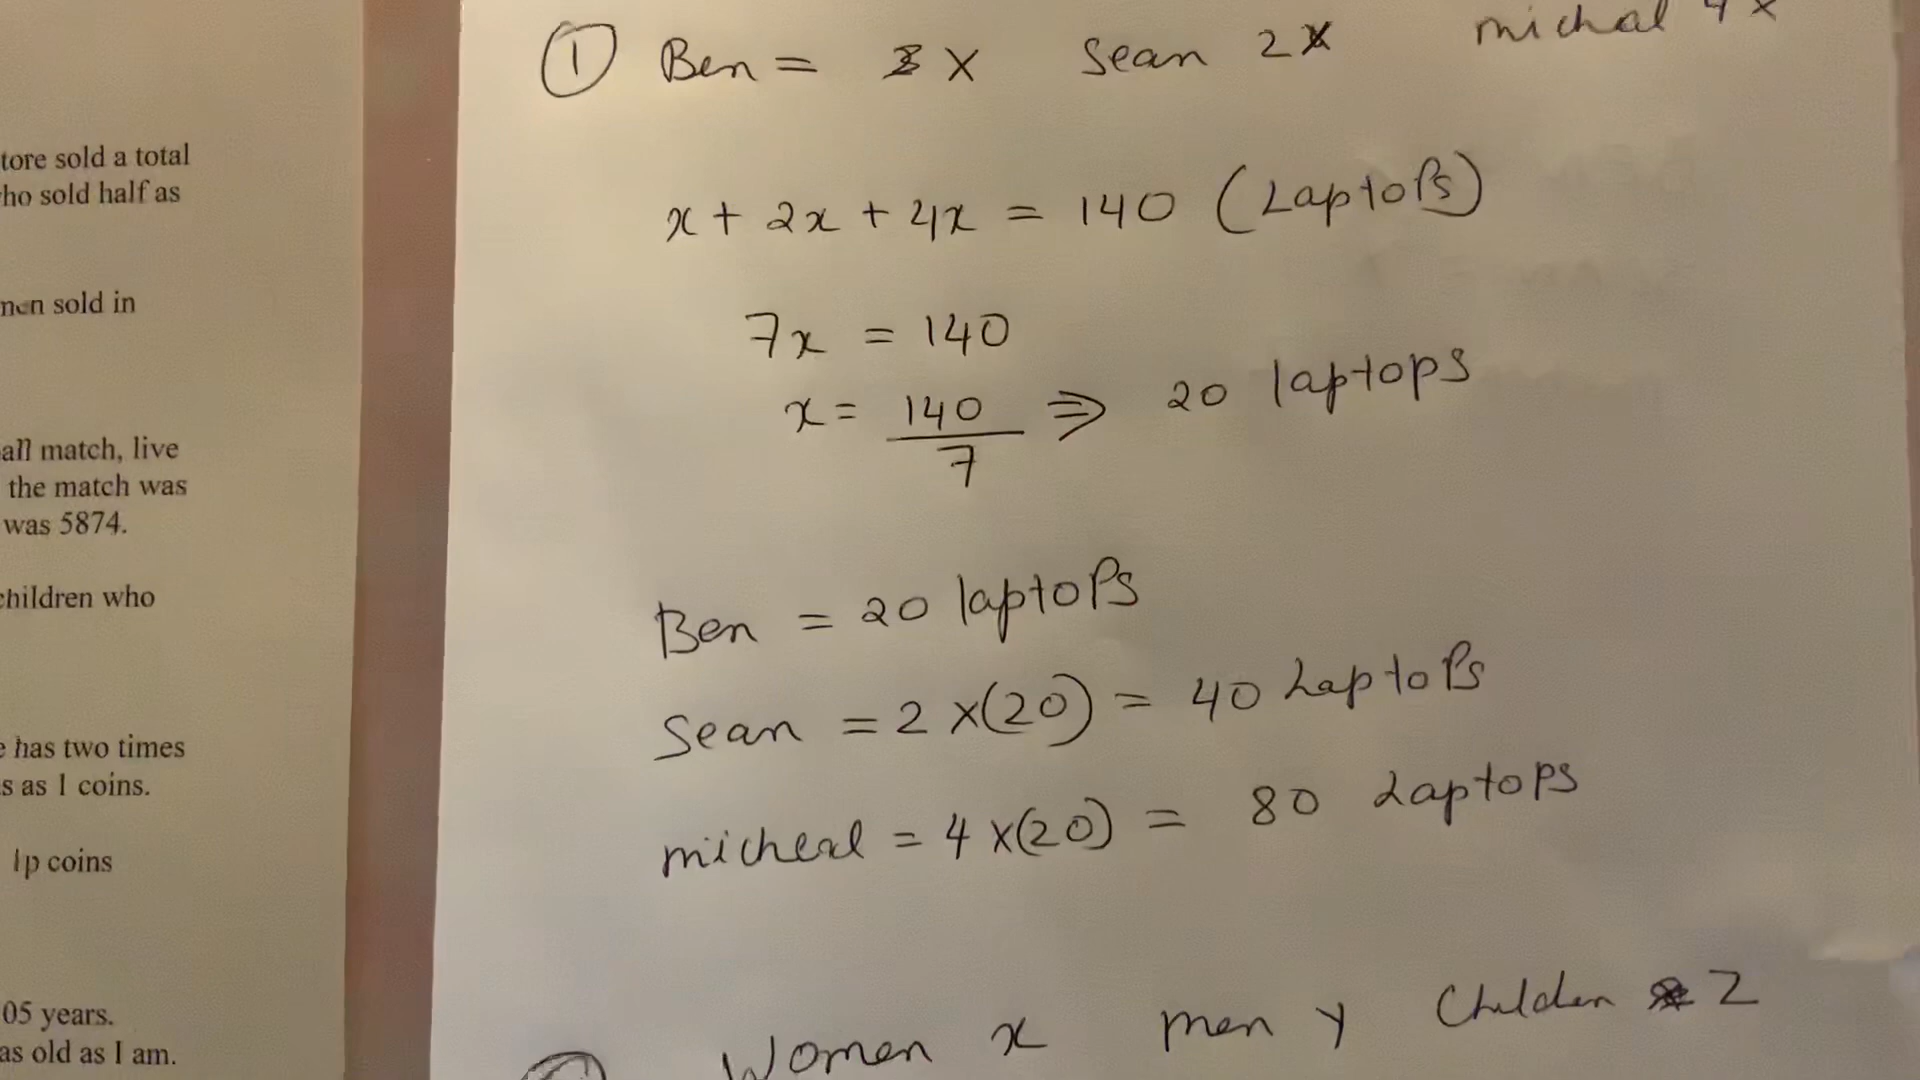 tore sold a total
ho sold half as
men sold in
all match, live
the match was
was 5874.
children who
e has two times
s as 1 coins.
1p coins
05 years.
as old as I am.
① Ben = X Sean 2X michal 4x
x + 2x + 4x = 140 (Laptops)
7x = 140
x = 140/7 ⇒ 20 laptops
Ben = 20 laptops
Sean = 2 x(20) = 40 Laptops
micheal = 4 x(20) = 80 Laptops
Women x men y Children Z